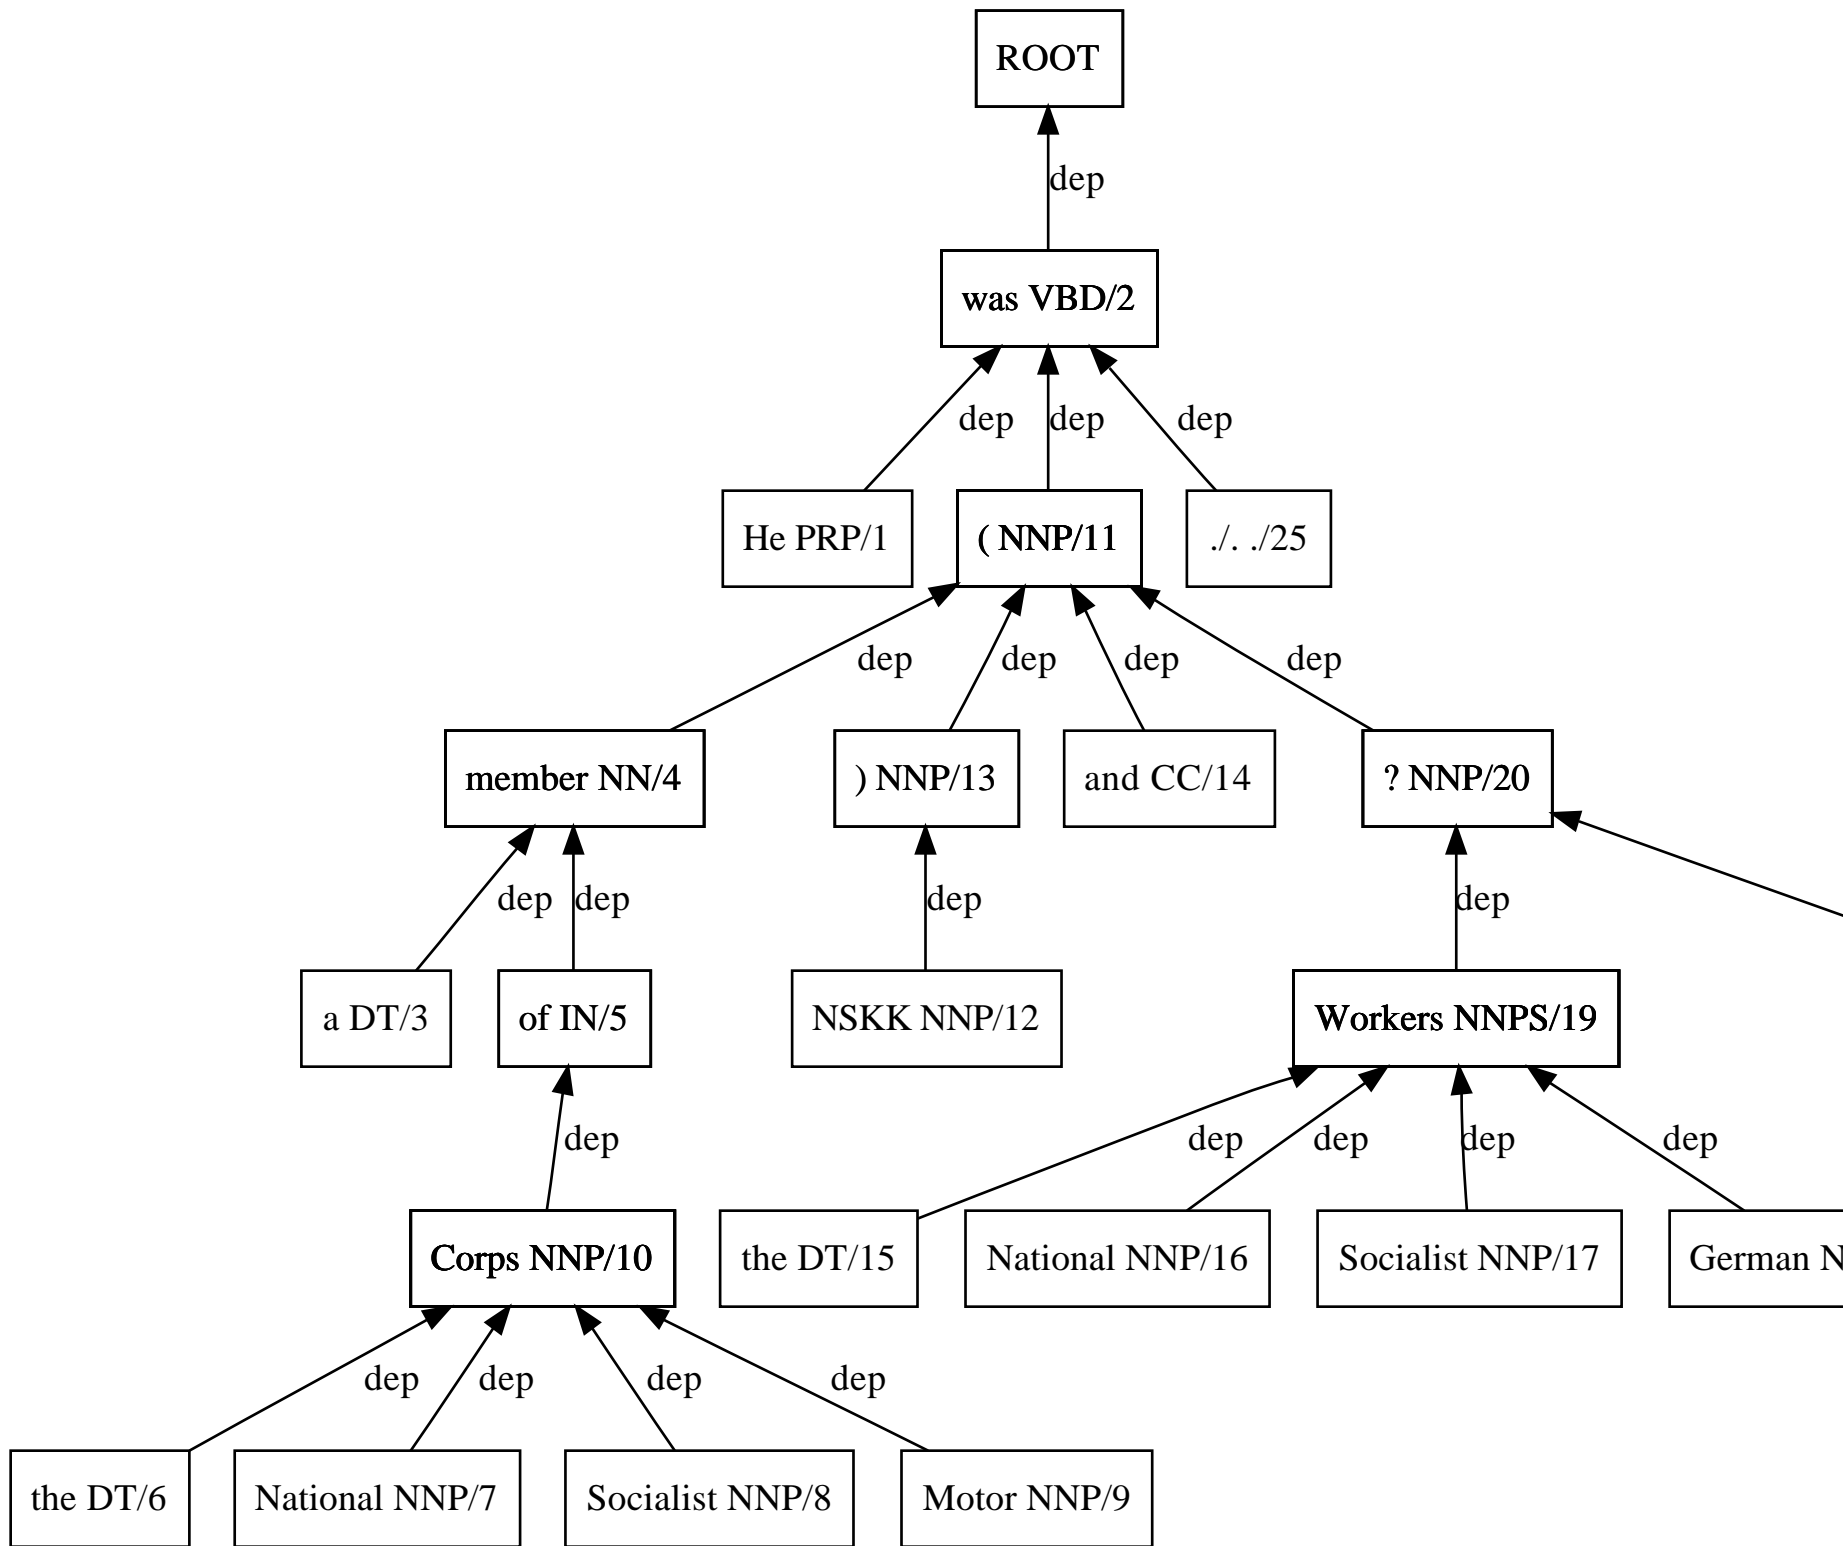 ROOT
dep
was VBD/2
dep dep dep
He PRP/1 ( NNP/11 ./. ./25
dep dep dep dep
member NN/4 ) NNP/13 and CC/14 ? NNP/20
dep dep dep dep
a DT/3 of IN/5 NSKK NNP/12 Workers NNPS/19
dep dep dep dep dep
Corps NNP/10 the DT/15 National NNP/16 Socialist NNP/17 German N
dep dep dep dep
the DT/6 National NNP/7 Socialist NNP/8 Motor NNP/9